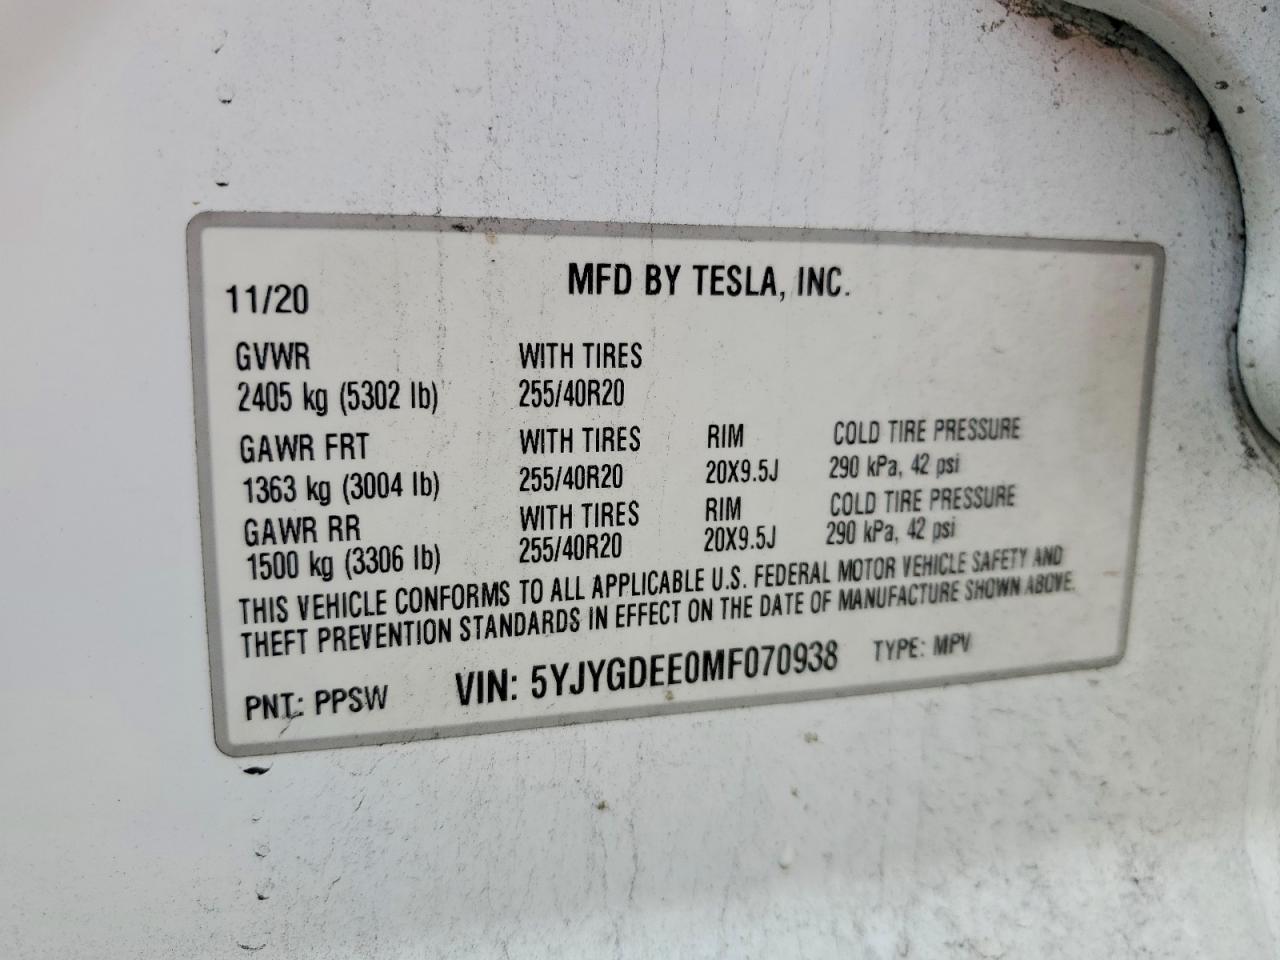 MFD BY TESLA, INC.
11/20
GVWR WITH TIRES
2405 kg (5302 lb) 255/40R20
GAWR FRT WITH TIRES RIM COLD TIRE PRESSURE
1363 kg (3004 lb) 255/40R20 20X9.5J 290 kPa, 42 psi
GAWR RR WITH TIRES RIM COLD TIRE PRESSURE
1500 kg (3306 lb) 255/40R20 20X9.5J 290 kPa, 42 psi
THIS VEHICLE CONFORMS TO ALL APPLICABLE U.S. FEDERAL MOTOR VEHICLE SAFETY AND
THEFT PREVENTION STANDARDS IN EFFECT ON THE DATE OF MANUFACTURE SHOWN ABOVE.
PNT: PPSW VIN: 5YJYGDEE0MF070938 TYPE: MPV